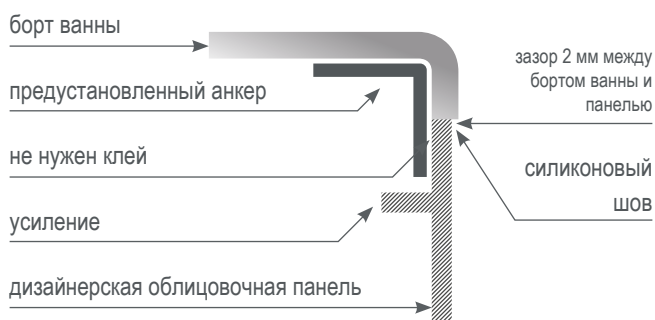 борт ванны
предустановленный анкер
не нужен клей
усиление
дизайнерская облицовочная панель
зазор 2 мм между
бортом ванны и
панелью
силиконовый
шов